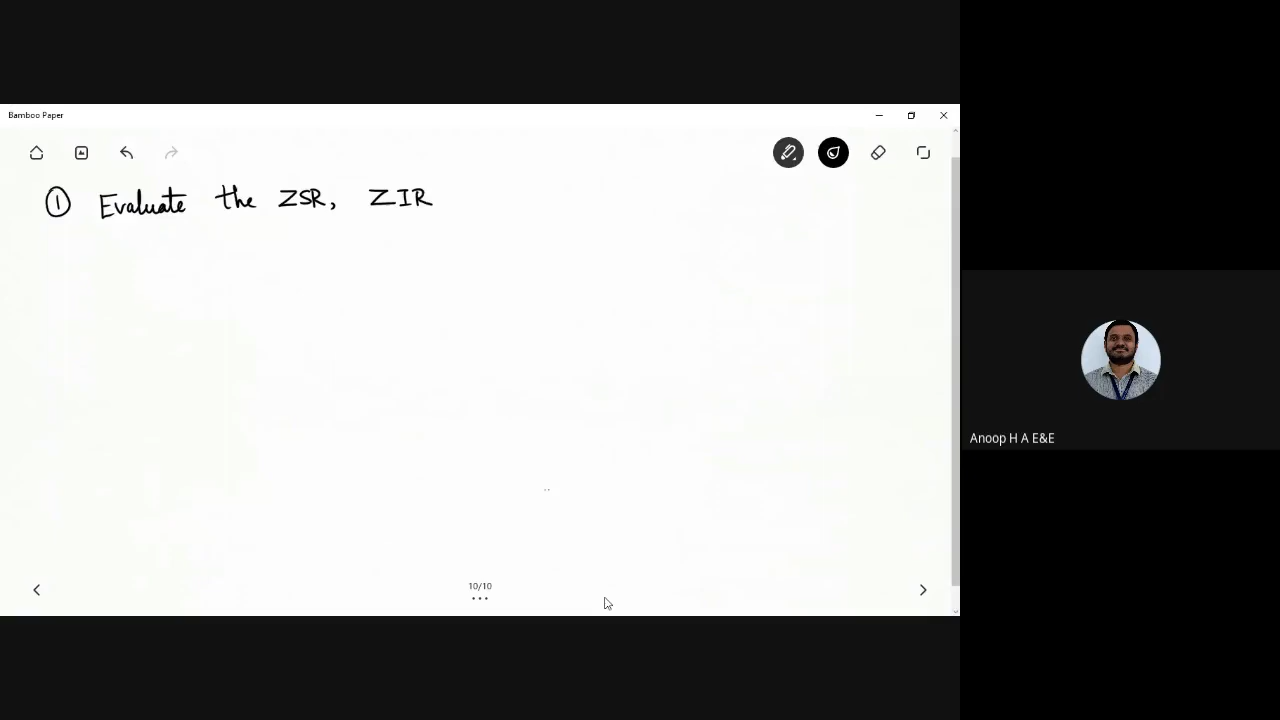 Bamboo Paper
① Evaluate the ZSR, ZIR
Anoop H A E&E
10/10